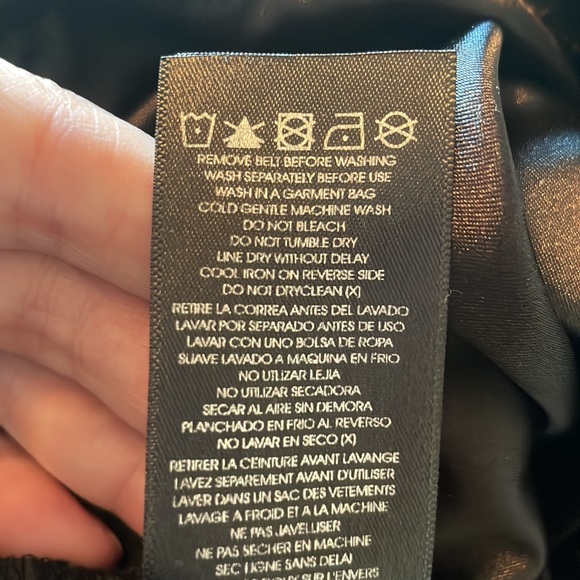 REMOVE BELT BEFORE WASHING
WASH SEPARATELY BEFORE USE
WASH IN A GARMENT BAG
COLD GENTLE MACHINE WASH
DO NOT BLEACH
DO NOT TUMBLE DRY
LINE DRY WITHOUT DELAY
COOL IRON ON REVERSE SIDE
DO NOT DRYCLEAN (X)
RETIRE LA CORREA ANTES DEL LAVADO
LAVAR POR SEPARADO ANTES DE USO
LAVAR CON UNO BOLSA DE ROPA
SUAVE LAVADO A MAQUINA EN FRIO
NO UTLIZAR LEJIA
NO UTLIZAR SECADORA
SECAR AL AIRE SIN DEMORA
PLANCHADO EN FRIO AL REVERSO
NO LAVAR EN SECO (X)
RETIRER LA CEINTURE AVANT LAVANGE
LAVEZ SEPAREMENT AVANT D'UTILISER
LAVER DANS UN SAC DES VETEMENTS
LAVAGE A FROID ET A LA MACHINE
NE PAS JAVELLISER
NE PAS SECHER EN MACHINE
SEC LIGNE SANS DELAI
SUR L'ENVERS